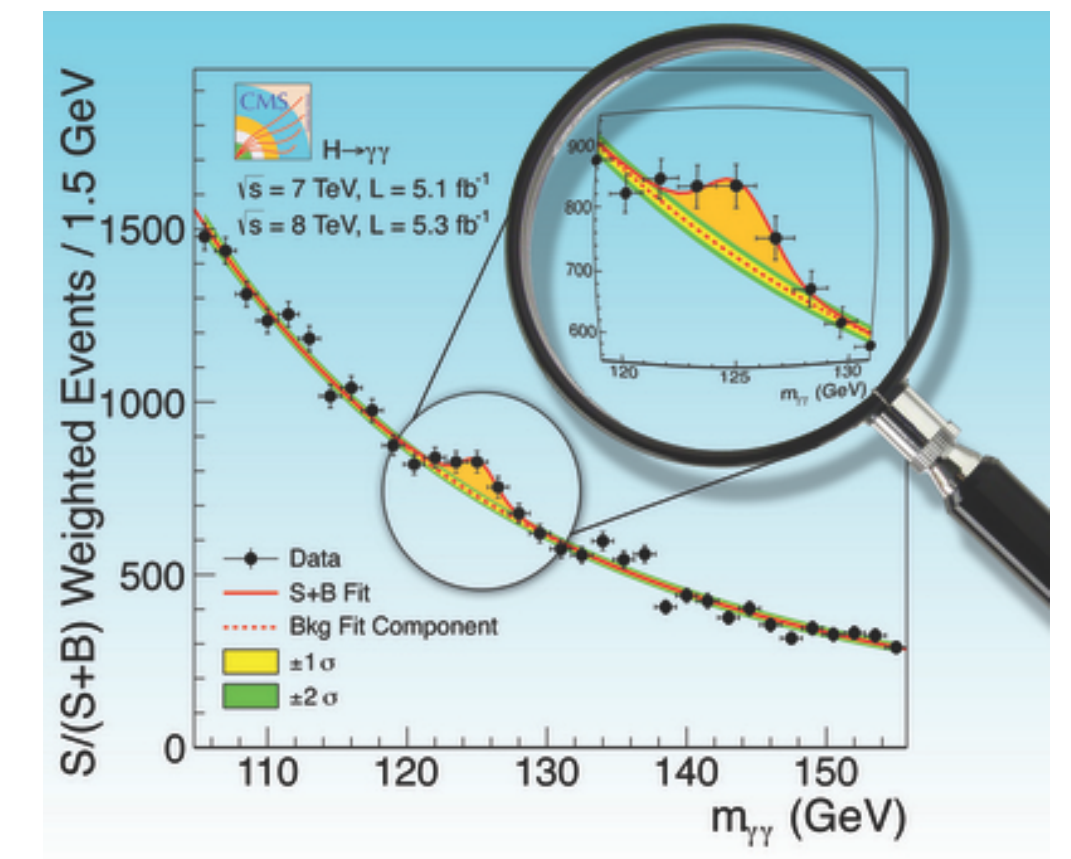 S/(S+B) Weighted Events / 1.5 GeV
CMS
H→γγ
√s = 7 TeV, L = 5.1 fb⁻¹
√s = 8 TeV, L = 5.3 fb⁻¹
1500
1000
500
0
Data
S+B Fit
Bkg Fit Component
±1 σ
±2 σ
110 120 130 140 150
mγγ (GeV)
900
800
700
600
120 125 130
mγγ (GeV)